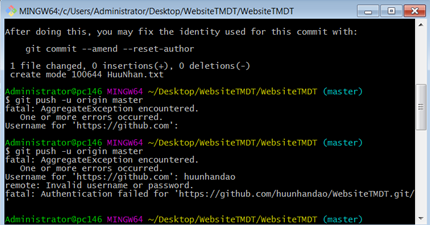 MINGW64:/c/Users/Administrator/Desktop/WebsiteTMDT/WebsiteTMDT
After doing this, you may fix the identity used for this commit with:
git commit --amend --reset-author
1 file changed, 0 insertions(+), 0 deletions(-)
create mode 100644 HuuNhan.txt
Administrator@pc146 MINGW64 ~/Desktop/WebsiteTMDT/WebsiteTMDT (master)
$ git push -u origin master
fatal: AggregateException encountered.
One or more errors occurred.
Username for 'https://github.com':
Administrator@pc146 MINGW64 ~/Desktop/WebsiteTMDT/WebsiteTMDT (master)
$ git push -u origin master
fatal: AggregateException encountered.
One or more errors occurred.
Username for 'https://github.com': huunhandao
remote: Invalid username or password.
fatal: Authentication failed for 'https://github.com/huunhandao/WebsiteTMDT.git/
'
Administrator@pc146 MINGW64 ~/Desktop/WebsiteTMDT/WebsiteTMDT (master)